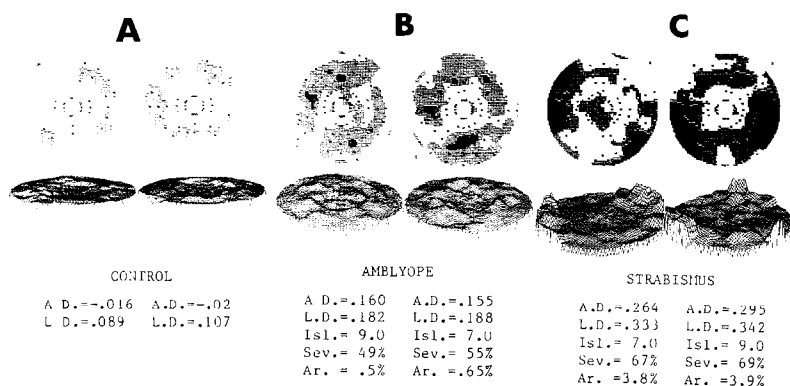 A
B
C
CONTROL
A D.=-.016 A.D.=-.02
L D.=.089 L.D.=.107
AMBLYOPE
A D.=.160 A.D.=.155
L.D.=.182 L.D.=.188
Isl.= 9.0 Isl.= 7.0
Sev.= 49% Sev.= 55%
Ar. = .5% Ar.= .65%
STRABISMUS
A.D.=.264 A.D.=.295
L.D.=.333 L.D.=.342
Isl.= 7.0 Isl.= 9.0
Sev.= 67% Sev.= 69%
Ar. =3.8% Ar.= 3.9%